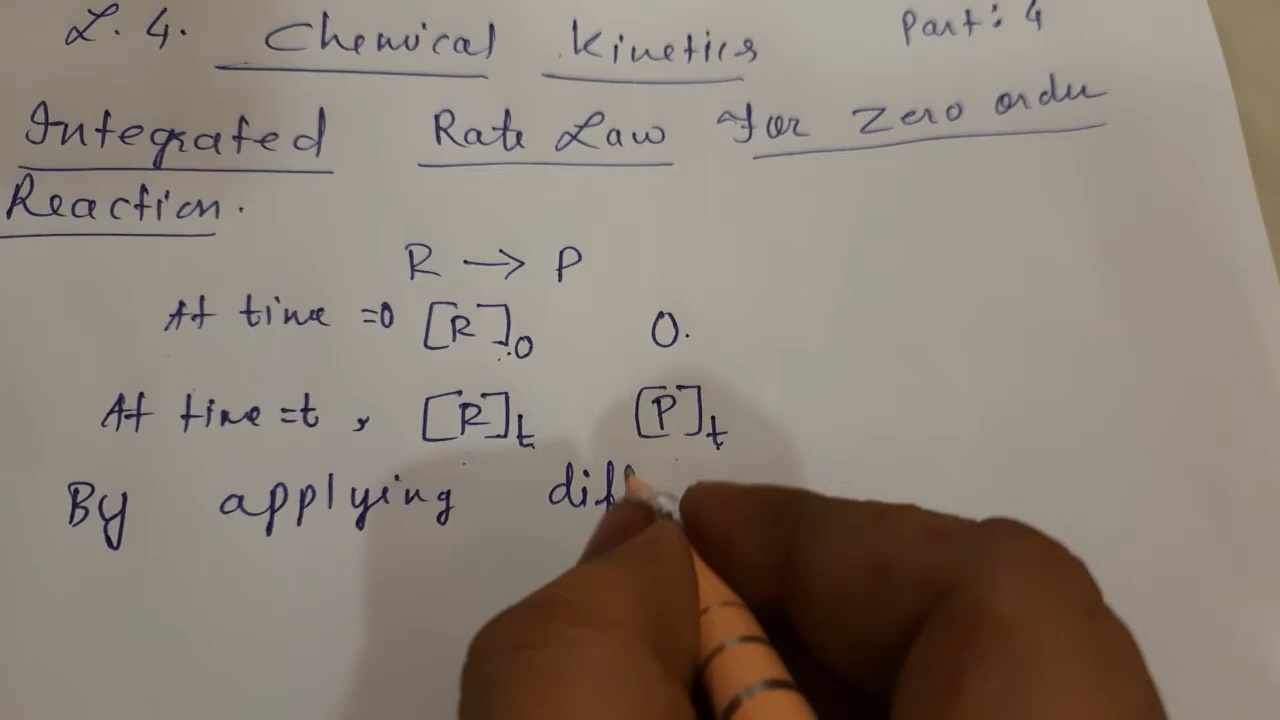 L. 4. Chemical Kinetics Part: 4
Integrated Rate Law For Zero order
Reaction.
R → P
At time =0 [R]₀ 0.
At time =t, [R]t [P]t
By applying dif